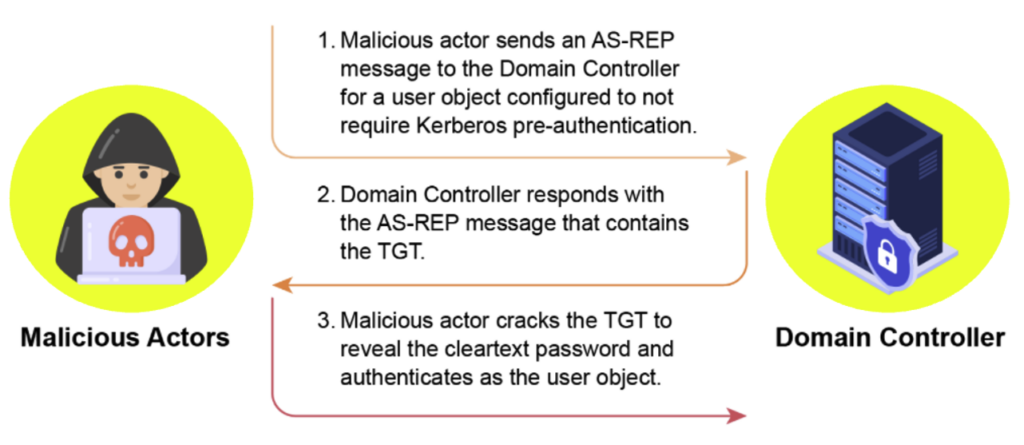 1. Malicious actor sends an AS-REP
message to the Domain Controller
for a user object configured to not
require Kerberos pre-authentication.
2. Domain Controller responds with
the AS-REP message that contains
the TGT.
3. Malicious actor cracks the TGT to
reveal the cleartext password and
authenticates as the user object.
Malicious Actors
Domain Controller